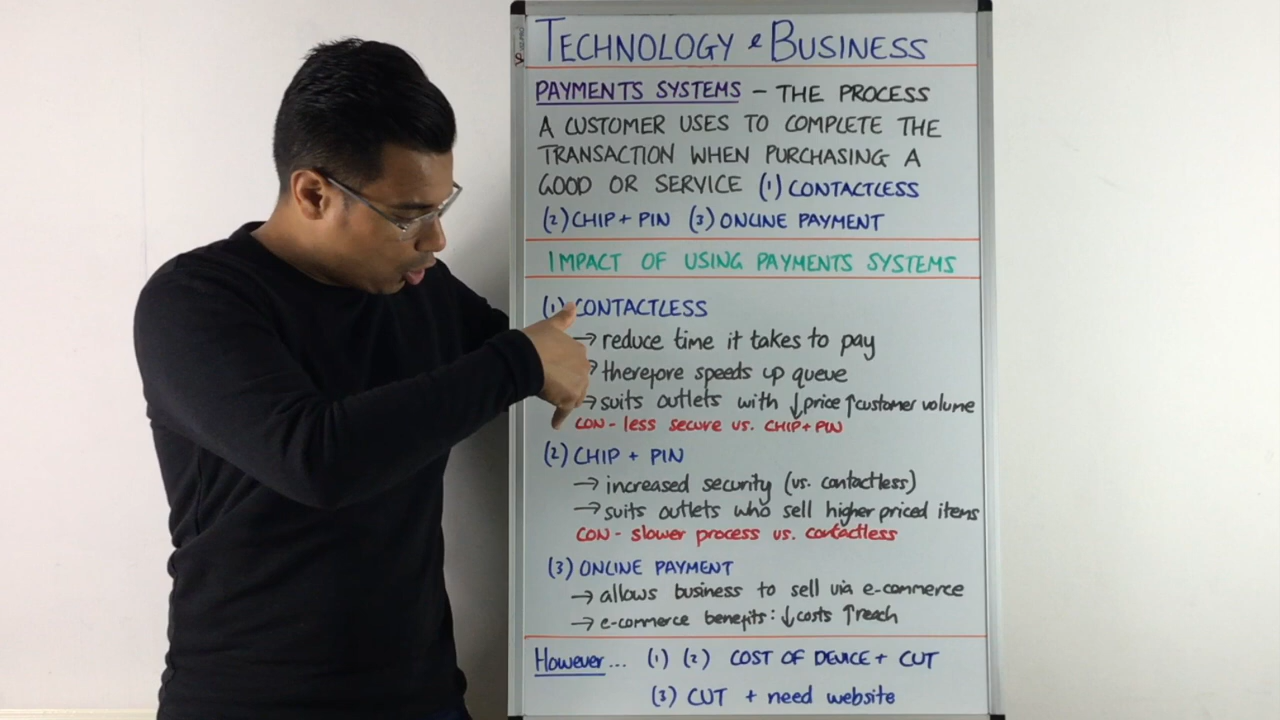 TECHNOLOGY & BUSINESS
PAYMENTS SYSTEMS – THE PROCESS
A CUSTOMER USES TO COMPLETE THE
TRANSACTION WHEN PURCHASING A
GOOD OR SERVICE (1) CONTACTLESS
(2) CHIP + PIN (3) ONLINE PAYMENT
IMPACT OF USING PAYMENTS SYSTEMS
(1) CONTACTLESS
→ reduce time it takes to pay
→ therefore speeds up queue
→ suits outlets with ↓price ↑customer volume
CON - less secure vs. CHIP + PIN
(2) CHIP + PIN
→ increased security (vs. contactless)
→ suits outlets who sell higher priced items
CON - slower process vs. contactless
(3) ONLINE PAYMENT
→ allows business to sell via e-commerce
→ e-commerce benefits: ↓costs ↑reach
However... (1) (2) COST OF DEVICE + CUT
(3) CUT + need website